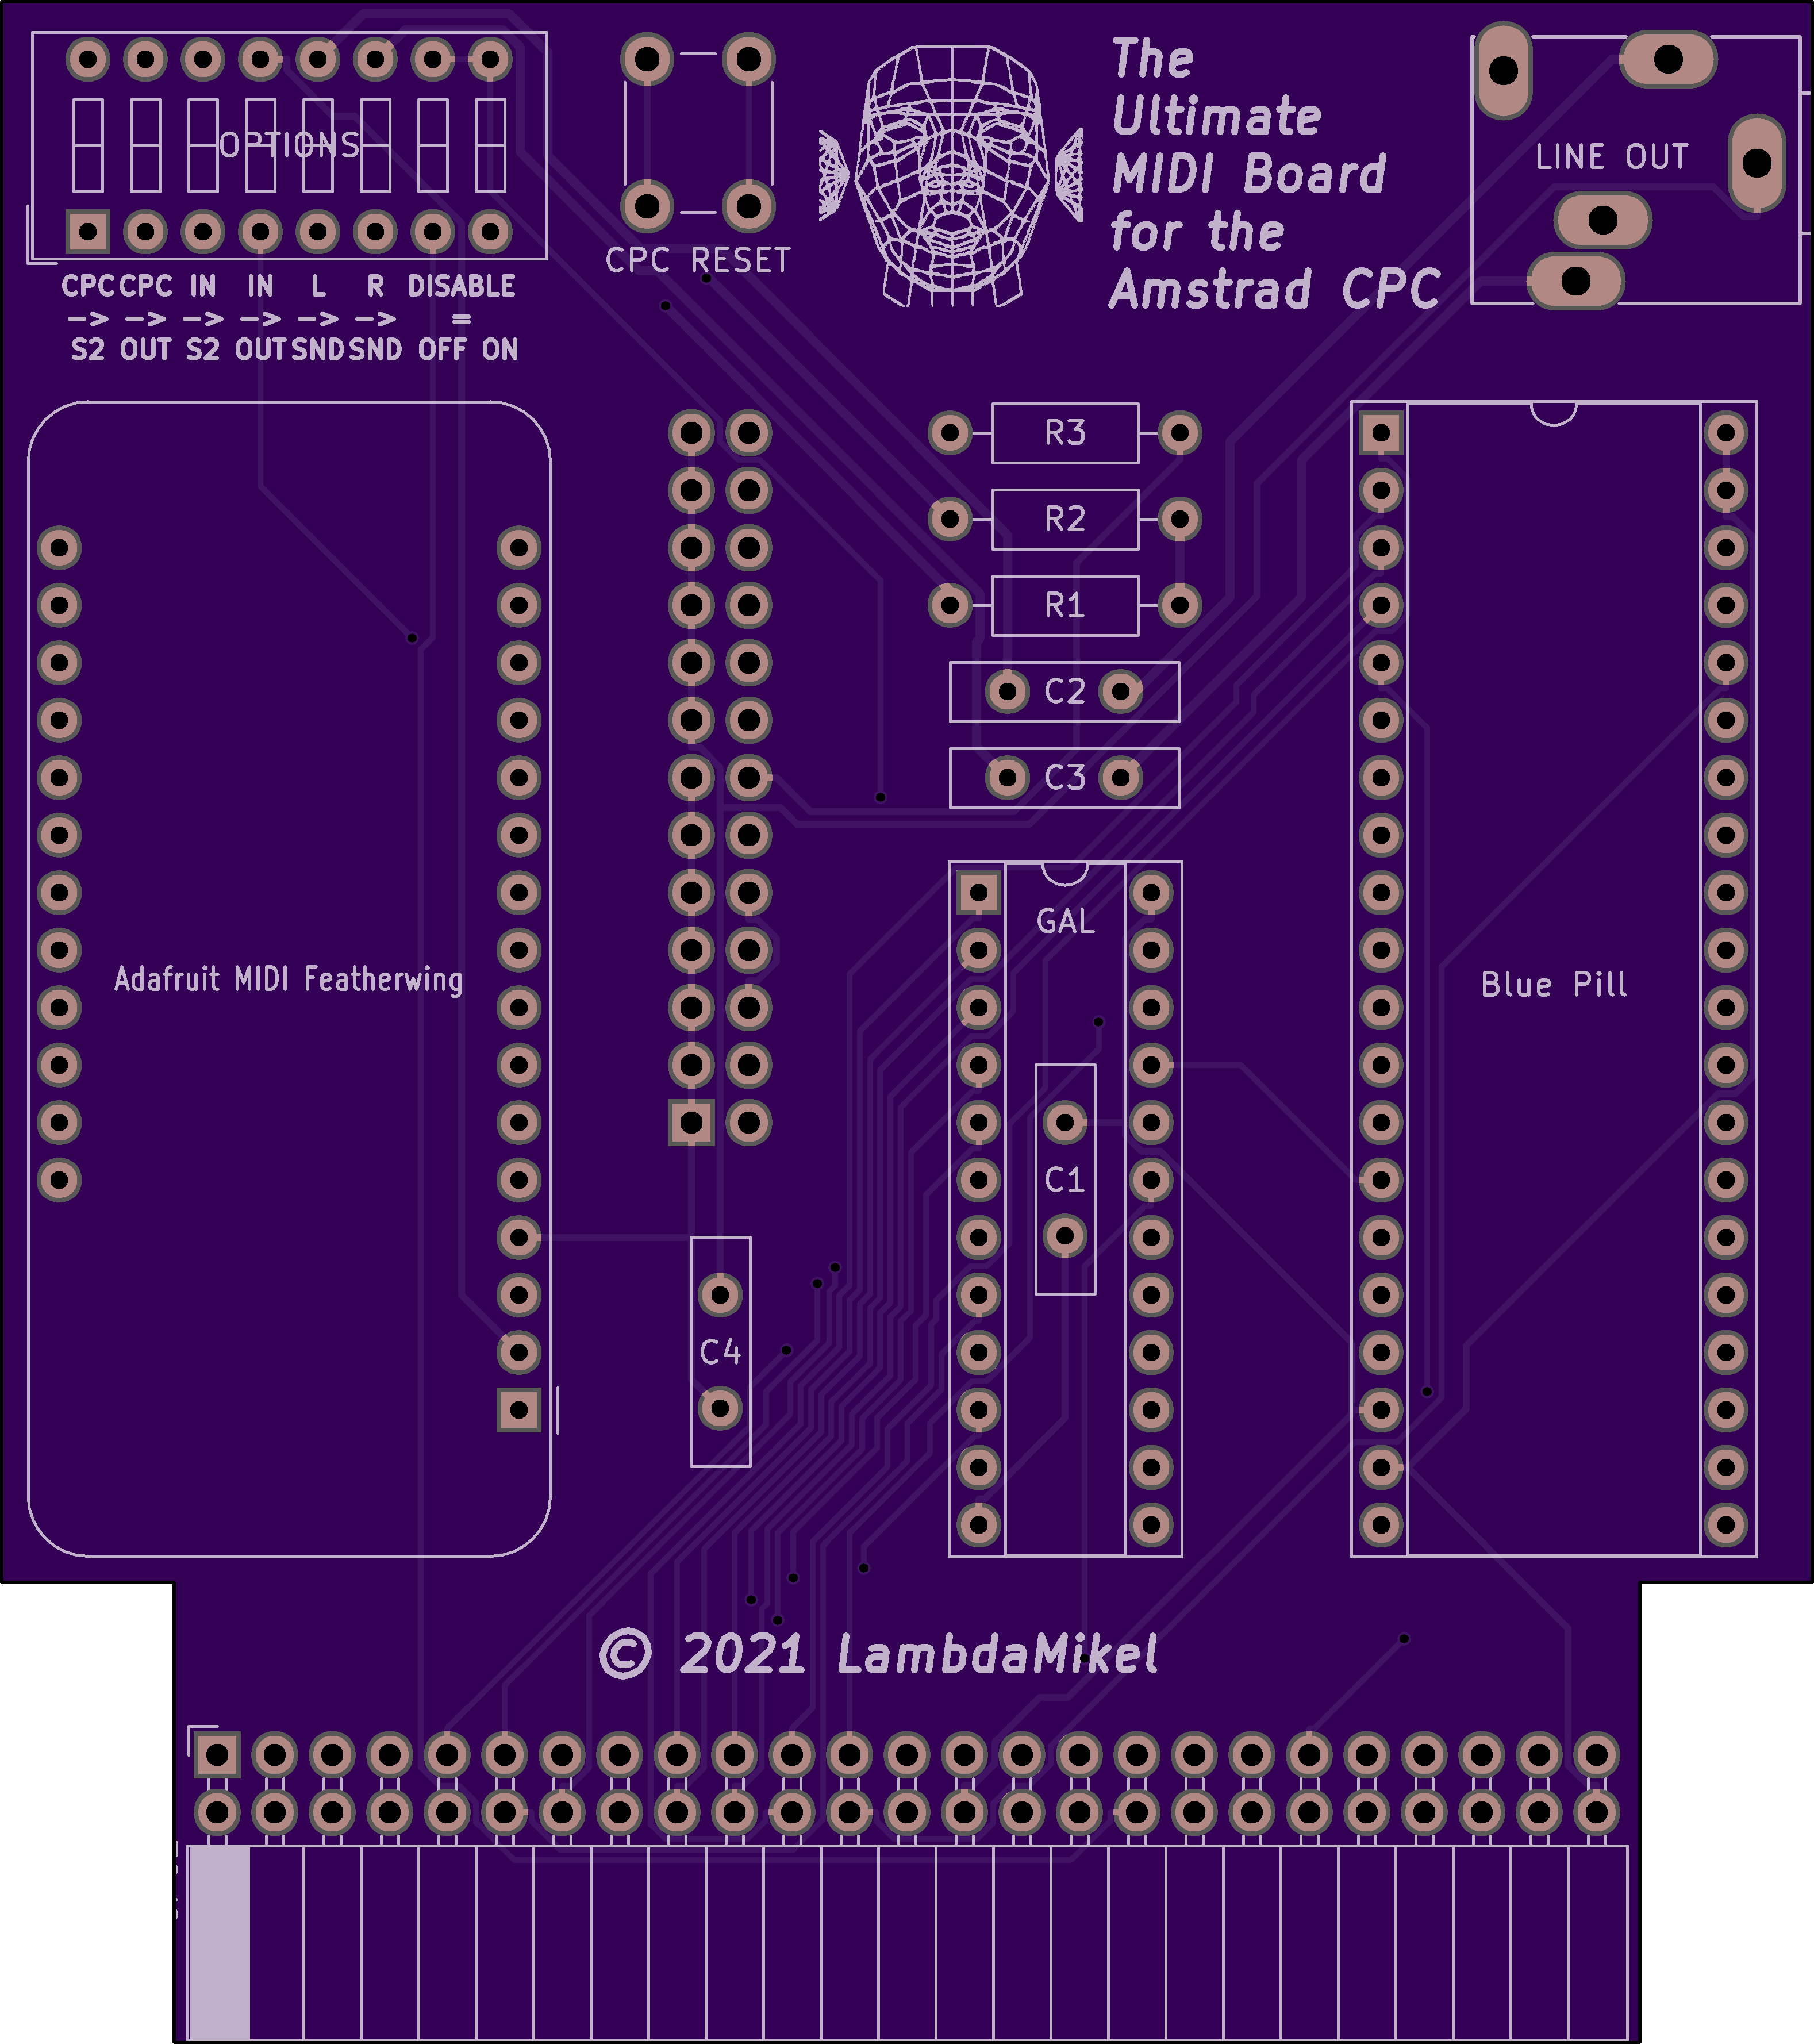 OPTIONS
CPC CPC IN IN L R DISABLE
-> -> -> -> -> -> =
S2 OUT S2 OUT SND SND OFF ON
CPC RESET
The
Ultimate
MIDI Board
for the
Amstrad CPC
LINE OUT
R3
R2
R1
C2
C3
GAL
Adafruit MIDI Featherwing
Blue Pill
C1
C4
© 2021 LambdaMikel